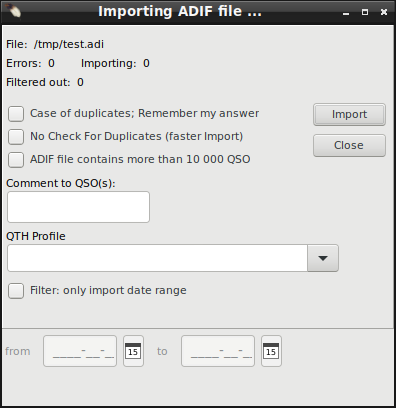 Importing ADIF file ...
File: /tmp/test.adi
Errors: 0 Importing: 0
Filtered out: 0
Case of duplicates; Remember my answer
Import
No Check For Duplicates (faster Import)
Close
ADIF file contains more than 10 000 QSO
Comment to QSO(s):
QTH Profile
Filter: only import date range
from ____-__-_ 15 to ____-__-_ 15